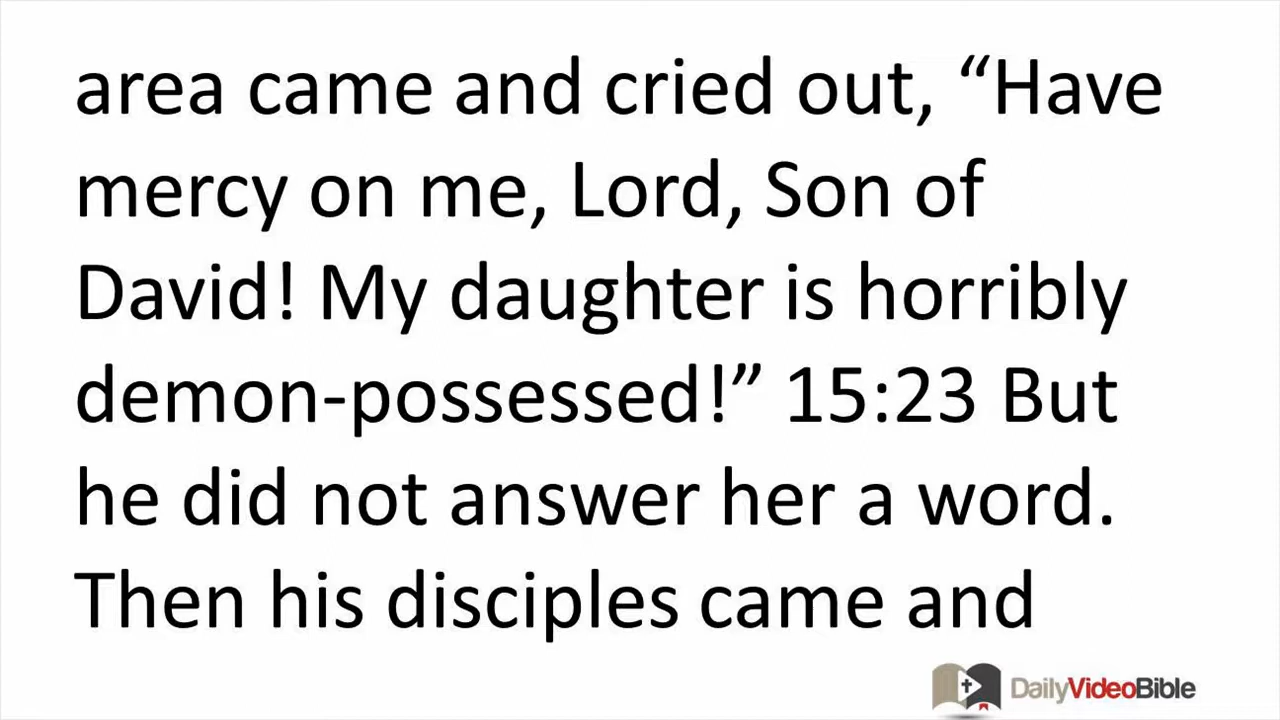 area came and cried out, “Have
mercy on me, Lord, Son of
David! My daughter is horribly
demon-possessed!” 15:23 But
he did not answer her a word.
Then his disciples came and
DailyVideoBible